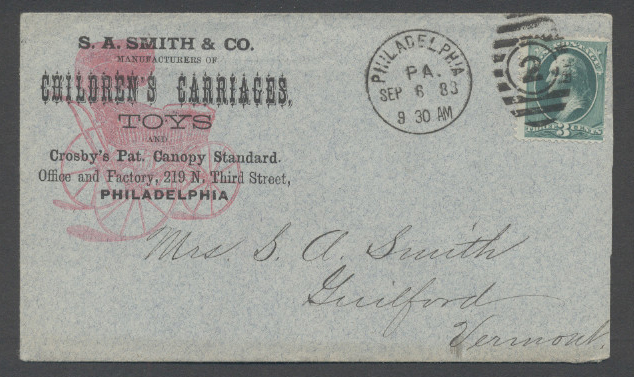 S. A. SMITH & CO.
MANUFACTURERS OF
CHILDREN'S CARRIAGES,
TOYS
AND
Crosby's Pat. Canopy Standard.
Office and Factory, 219 N. Third Street,
PHILADELPHIA
PHILADELPHIA
PA.
SEP 6 83
9 30 AM
2
THREE 3 CENTS
Mrs. S. A. Smith
Guilford
Vermont.